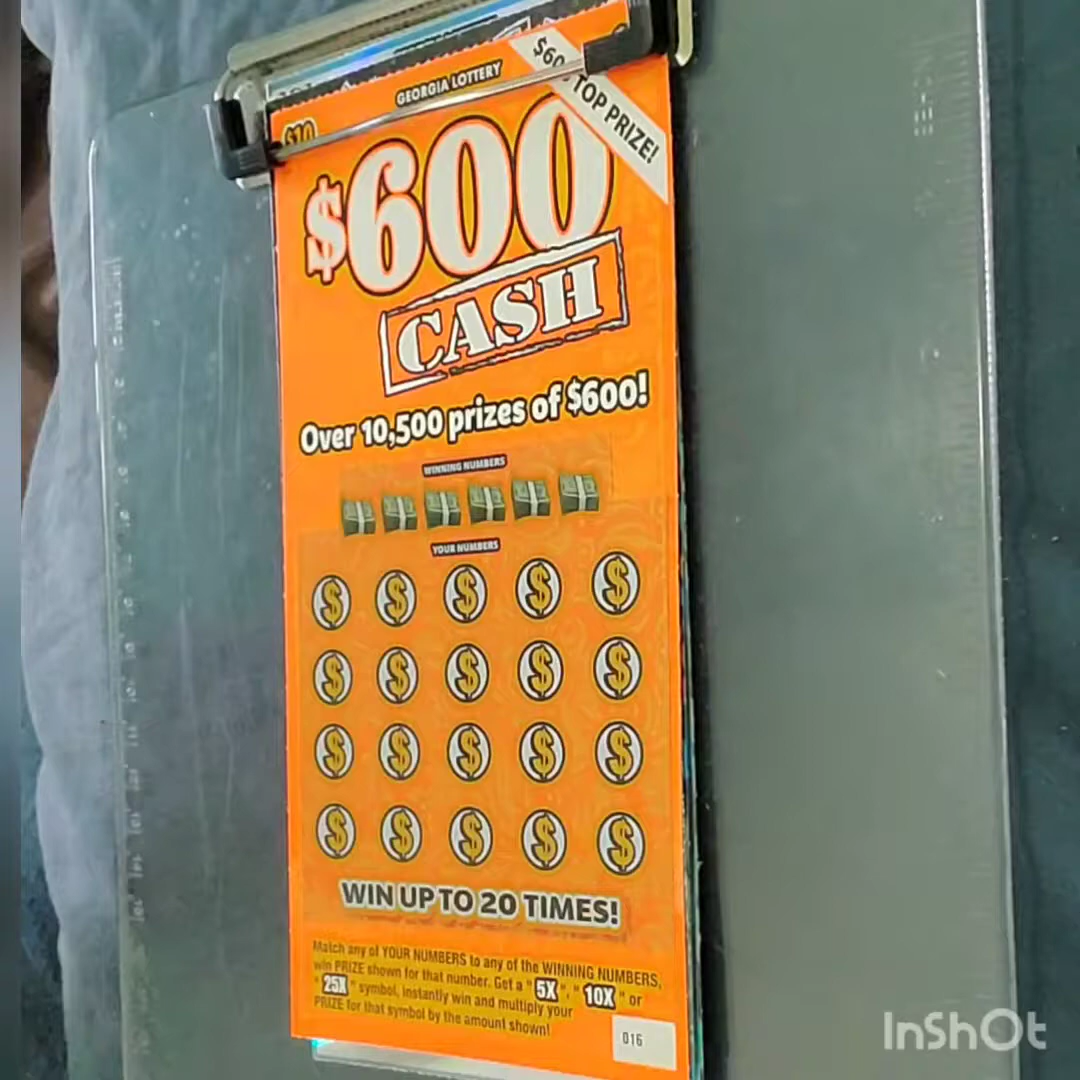 GEORGIA LOTTERY
TOP PRIZE!
$10
$600
CASH
Over 10,500 prizes of $600!
WINNING NUMBERS
YOUR NUMBERS
WIN UP TO 20 TIMES!
Match any of YOUR NUMBERS to any of the WINNING NUMBERS,
win PRIZE shown for that number. Get a "5X", "10X" or
"25X" symbol, instantly win and multiply your
PRIZE for that symbol by the amount shown!
016
InShOt